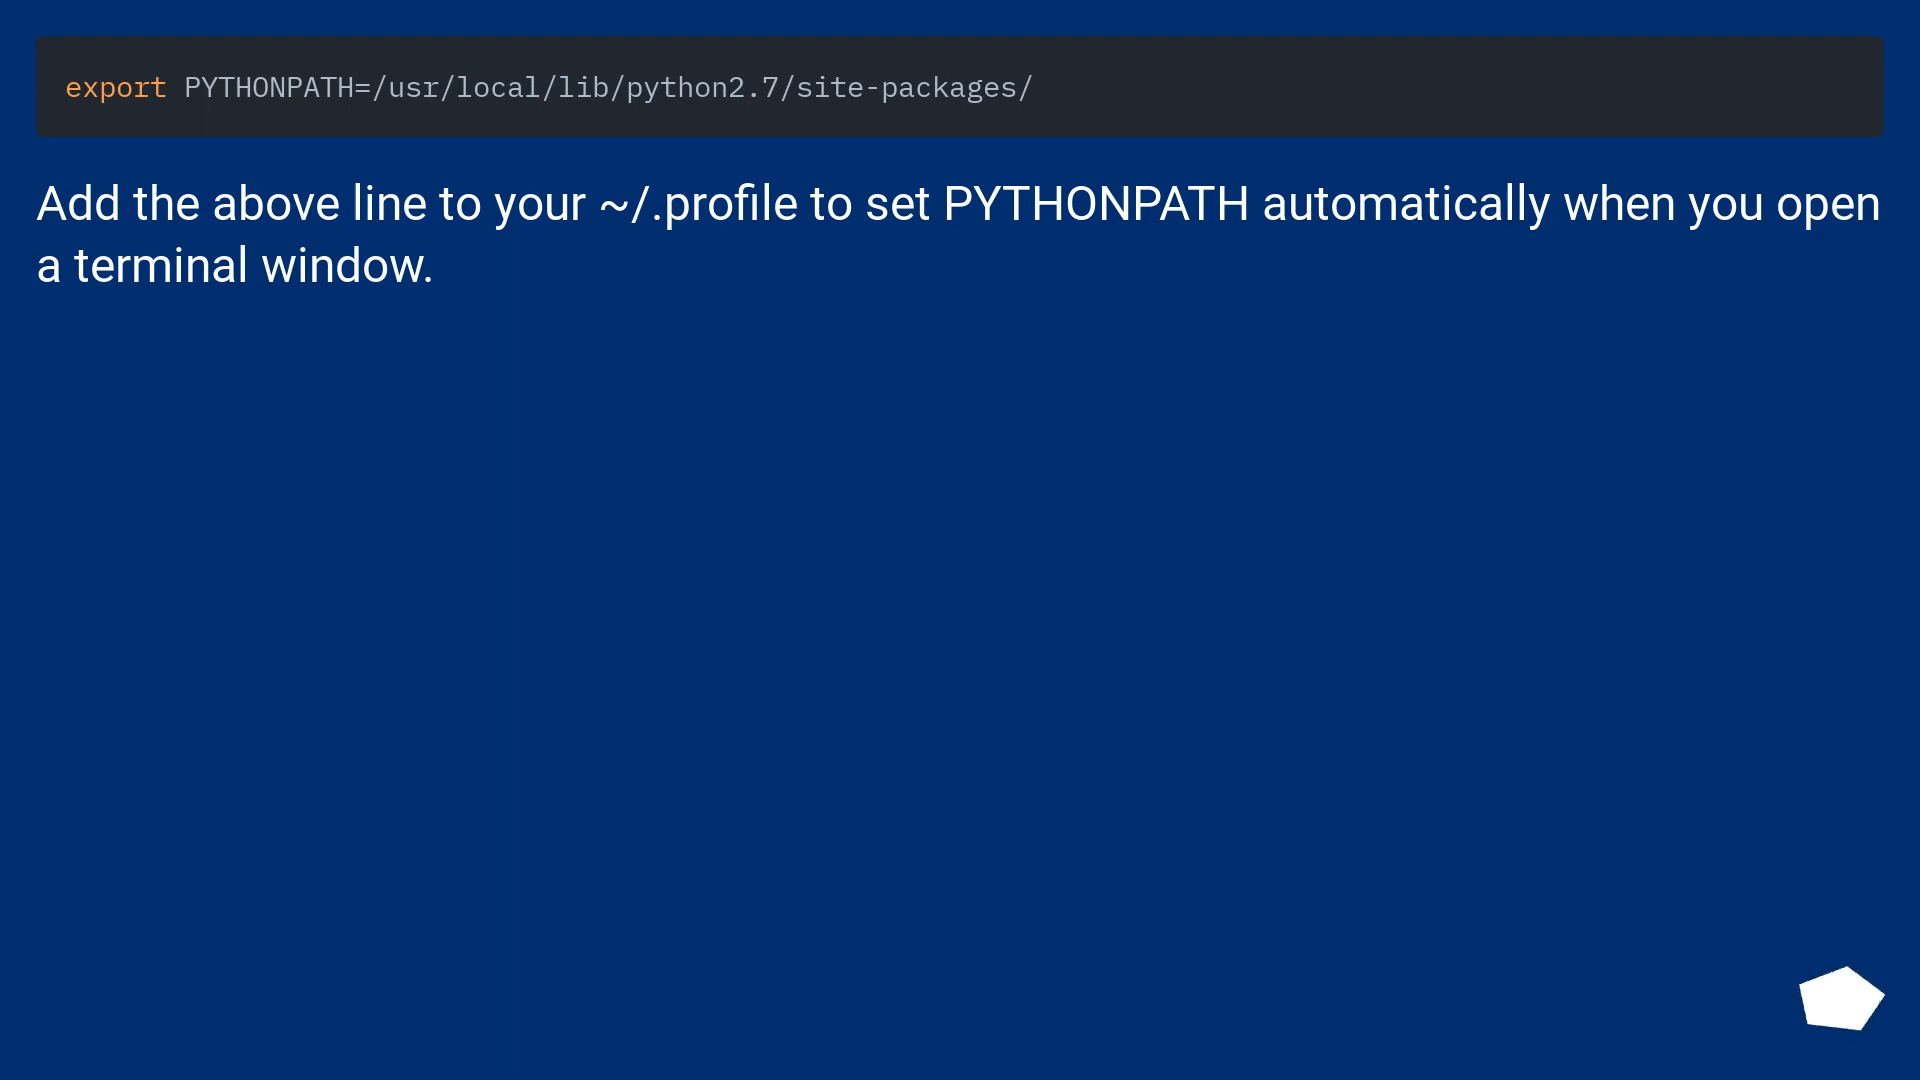 export PYTHONPATH=/usr/local/lib/python2.7/site-packages/
Add the above line to your ~/.profile to set PYTHONPATH automatically when you open
a terminal window.